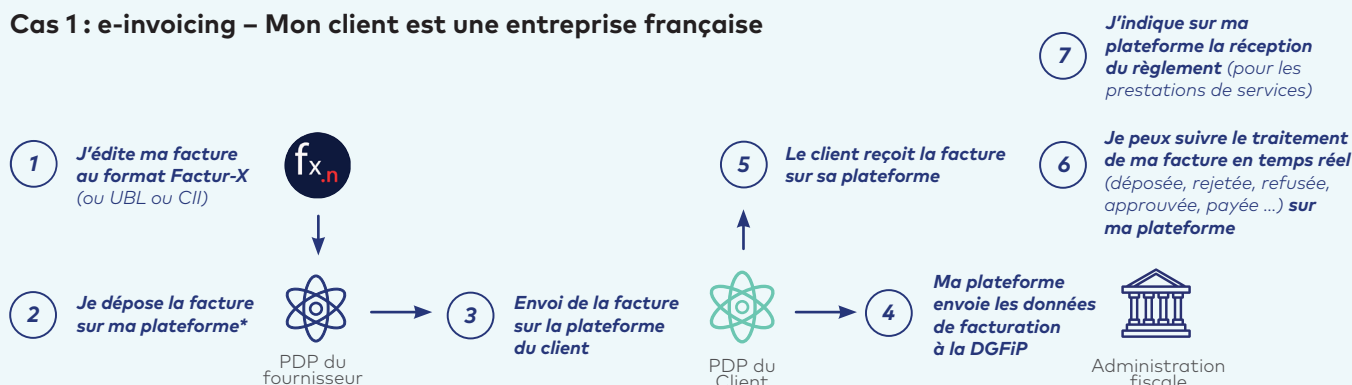 Cas 1 : e-invoicing – Mon client est une entreprise française
1
J'édite ma facture
au format Factur-X
(ou UBL ou CII)
fx.n
2
Je dépose la facture
sur ma plateforme*
PDP du
fournisseur
3
Envoi de la facture
sur la plateforme
du client
PDP du
Client
4
Ma plateforme
envoie les données
de facturation
à la DGFiP
Administration
fiscale
5
Le client reçoit la facture
sur sa plateforme
6
Je peux suivre le traitement
de ma facture en temps réel
(déposée, rejetée, refusée,
approuvée, payée ...) sur
ma plateforme
7
J'indique sur ma
plateforme la réception
du règlement (pour les
prestations de services)